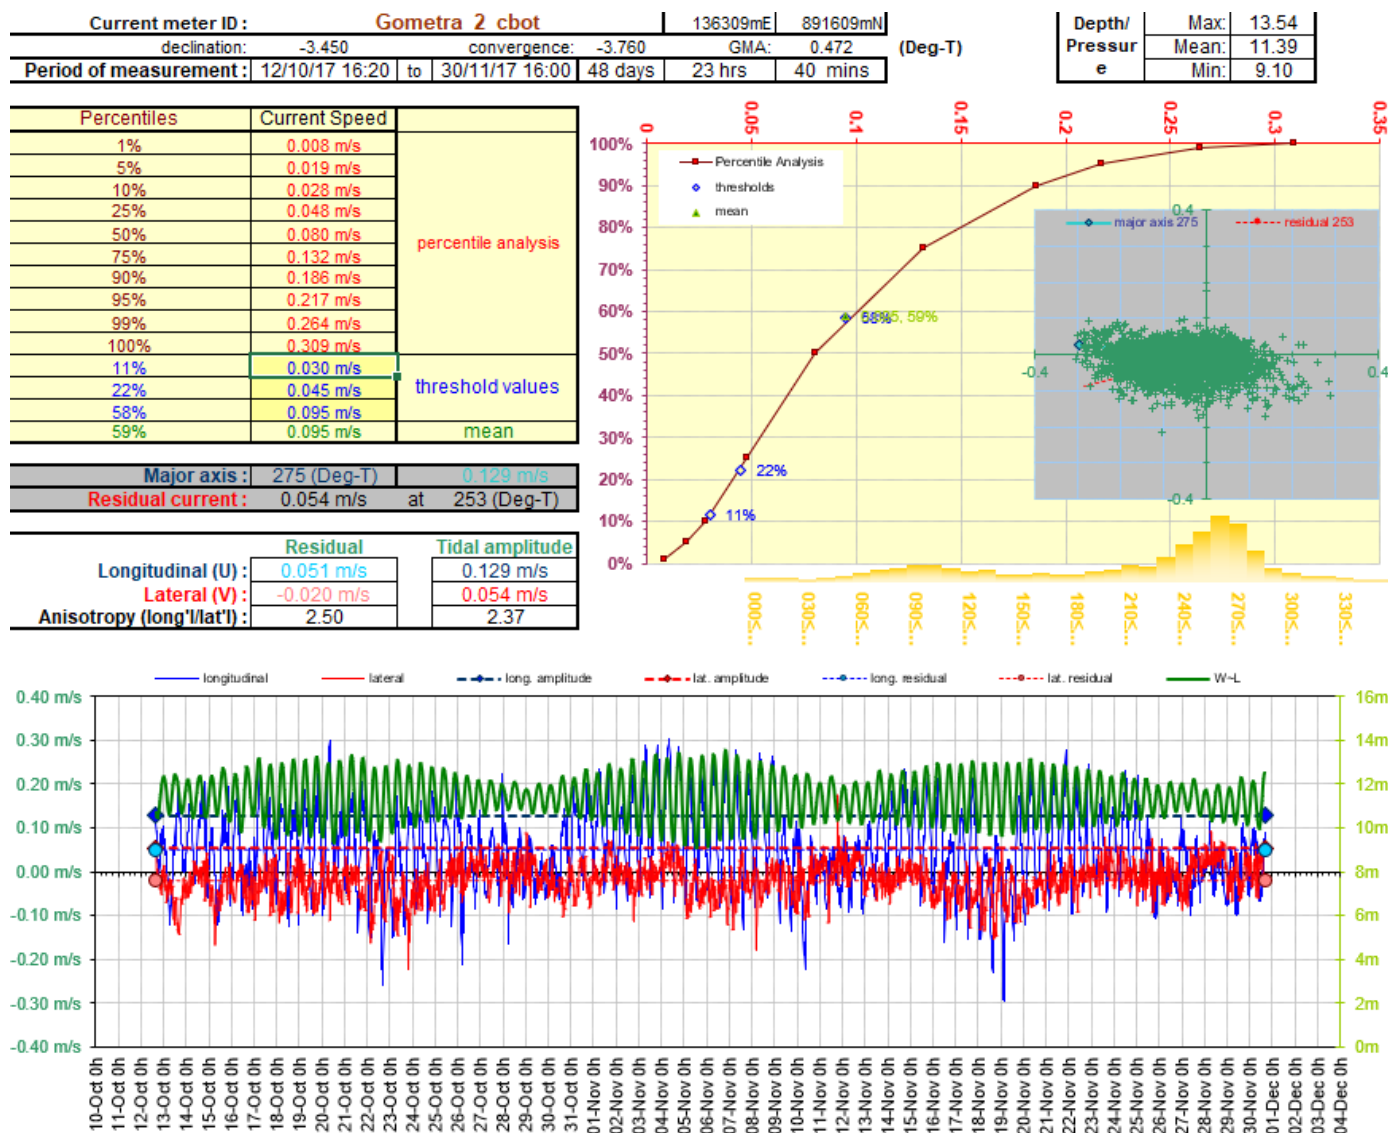 Current meter ID : Gometra 2 cbot 136309mE 891609mN
declination: -3.450 convergence: -3.760 GMA: 0.472 (Deg-T)
Period of measurement : 12/10/17 16:20 to 30/11/17 16:00 48 days 23 hrs 40 mins
Depth/ Max: 13.54
Pressur Mean: 11.39
e Min: 9.10
Percentiles Current Speed
1% 0.008 m/s
5% 0.019 m/s
10% 0.028 m/s
25% 0.048 m/s
50% 0.080 m/s
percentile analysis
75% 0.132 m/s
90% 0.186 m/s
95% 0.217 m/s
99% 0.264 m/s
100% 0.309 m/s
11% 0.030 m/s
22% 0.045 m/s
threshold values
58% 0.095 m/s
59% 0.095 m/s mean
Major axis : 275 (Deg-T) 0.129 m/s
Residual current : 0.054 m/s at 253 (Deg-T)
Residual Tidal amplitude
Longitudinal (U) : 0.051 m/s 0.129 m/s
Lateral (V) : -0.020 m/s 0.054 m/s
Anisotropy (long'l/lat'l) : 2.50 2.37
0 0.05 0.1 0.15 0.2 0.25 0.3 0.35
100%
90%
80%
70%
60%
50%
40%
30%
20%
10%
0%
Percentile Analysis
thresholds
mean
58%
59%
22%
11%
0.4
major axis 275 residual 253
-0.4 0.4
-0.4
000≤... 030≤... 060≤... 090≤... 120≤... 150≤... 180≤... 210≤... 240≤... 270≤... 300≤... 330≤...
longitudinal lateral long. amplitude lat. amplitude long. residual lat. residual W~L
0.40 m/s 16m
0.30 m/s 14m
0.20 m/s 12m
0.10 m/s 10m
0.00 m/s 8m
-0.10 m/s 6m
-0.20 m/s 4m
-0.30 m/s 2m
-0.40 m/s 0m
10-Oct 0h
11-Oct 0h
12-Oct 0h
13-Oct 0h
14-Oct 0h
15-Oct 0h
16-Oct 0h
17-Oct 0h
18-Oct 0h
19-Oct 0h
20-Oct 0h
21-Oct 0h
22-Oct 0h
23-Oct 0h
24-Oct 0h
25-Oct 0h
26-Oct 0h
27-Oct 0h
28-Oct 0h
29-Oct 0h
30-Oct 0h
31-Oct 0h
01-Nov 0h
02-Nov 0h
03-Nov 0h
04-Nov 0h
05-Nov 0h
06-Nov 0h
07-Nov 0h
08-Nov 0h
09-Nov 0h
10-Nov 0h
11-Nov 0h
12-Nov 0h
13-Nov 0h
14-Nov 0h
15-Nov 0h
16-Nov 0h
17-Nov 0h
18-Nov 0h
19-Nov 0h
20-Nov 0h
21-Nov 0h
22-Nov 0h
23-Nov 0h
24-Nov 0h
25-Nov 0h
26-Nov 0h
27-Nov 0h
28-Nov 0h
29-Nov 0h
30-Nov 0h
01-Dec 0h
02-Dec 0h
03-Dec 0h
04-Dec 0h